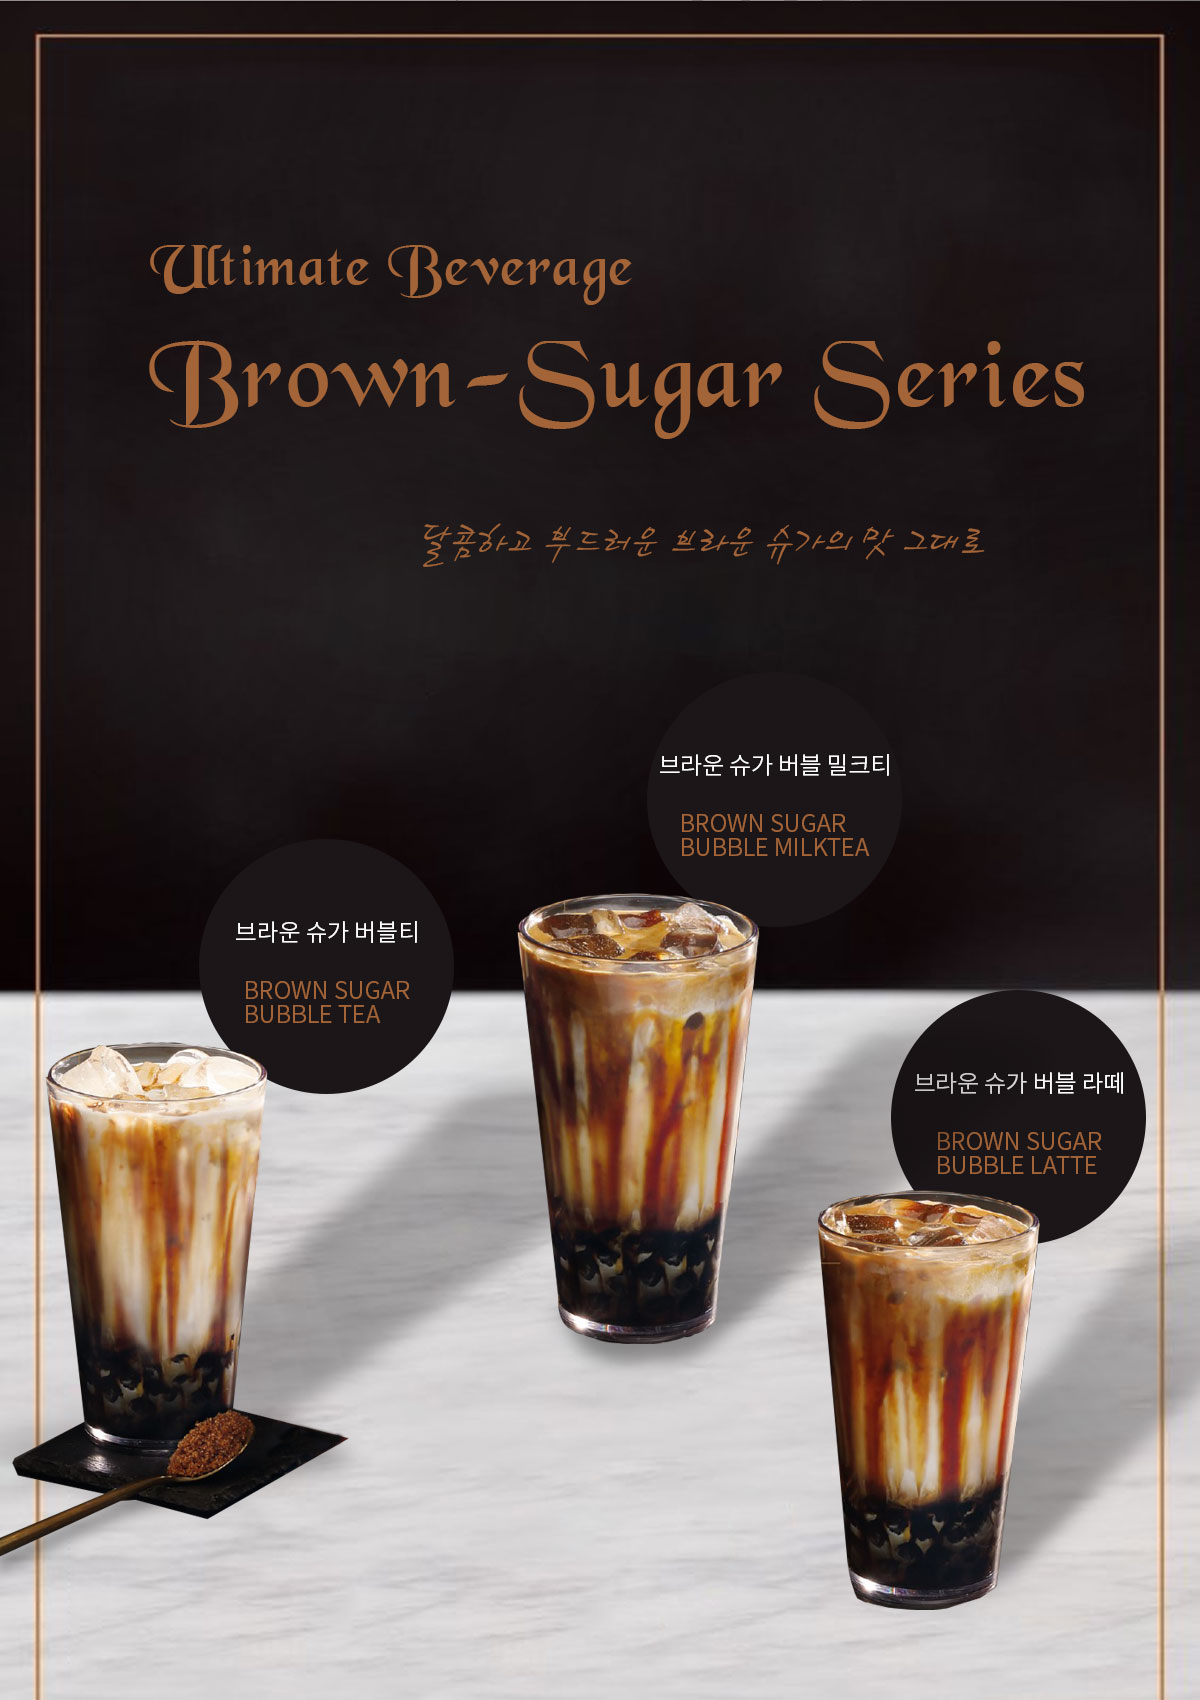 Ultimate Beverage
Brown-Sugar Series
달콤하고 부드러운 브라운 슈가의 맛 그대로
브라운 슈가 버블 밀크티
BROWN SUGAR
BUBBLE MILKTEA
브라운 슈가 버블티
BROWN SUGAR
BUBBLE TEA
브라운 슈가 버블 라떼
BROWN SUGAR
BUBBLE LATTE